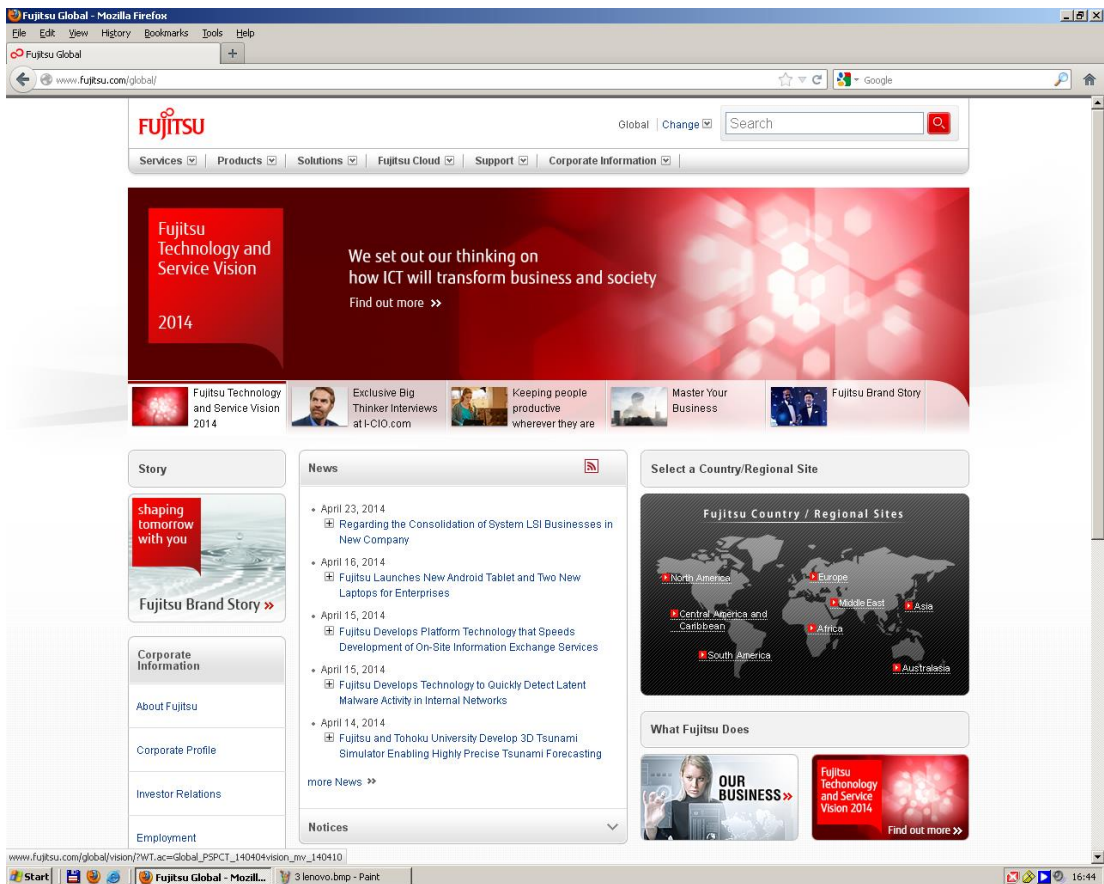 Fujitsu Global - Mozilla Firefox
File Edit View History Bookmarks Tools Help
Fujitsu Global
www.fujitsu.com/global/
Google
FUJITSU
Global Change
Search
Services Products Solutions Fujitsu Cloud Support Corporate Information
Fujitsu
Technology and
Service Vision
2014
We set out our thinking on
how ICT will transform business and society
Find out more »
Fujitsu Technology
and Service Vision
2014
Exclusive Big
Thinker Interviews
at I-CIO.com
Keeping people
productive
wherever they are
Master Your
Business
Fujitsu Brand Story
Story
shaping
tomorrow
with you
Fujitsu Brand Story »
Corporate
Information
About Fujitsu
Corporate Profile
Investor Relations
Employment
News
April 23, 2014
Regarding the Consolidation of System LSI Businesses in
New Company
April 16, 2014
Fujitsu Launches New Android Tablet and Two New
Laptops for Enterprises
April 15, 2014
Fujitsu Develops Platform Technology that Speeds
Development of On-Site Information Exchange Services
April 15, 2014
Fujitsu Develops Technology to Quickly Detect Latent
Malware Activity in Internal Networks
April 14, 2014
Fujitsu and Tohoku University Develop 3D Tsunami
Simulator Enabling Highly Precise Tsunami Forecasting
more News »
Notices
Select a Country/Regional Site
Fujitsu Country / Regional Sites
North America
Europe
Middle East
Asia
Central America and
Caribbean
Africa
South America
Australasia
What Fujitsu Does
OUR
BUSINESS»
Fujitsu
Techonology
and Service
Vision 2014
Find out more »
www.fujitsu.com/global/vision/?WT.ac=Global_PSPCT_140404vision_mv_140410
Start
Fujitsu Global - Mozill...
3 lenovo.bmp - Paint
16:44